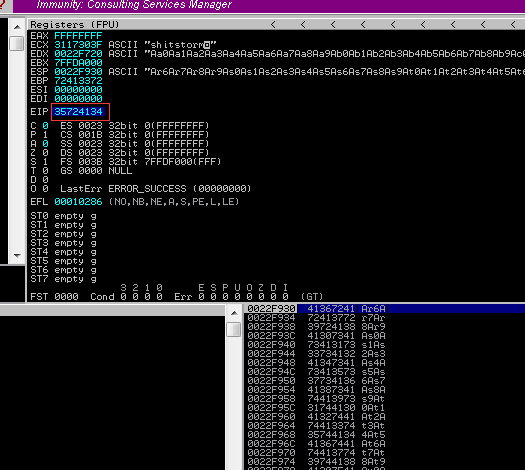 Immunity: Consulting Services Manager
Registers (FPU) < < < < < <
EAX FFFFFFFF
ECX 3117303F ASCII "shitstorm
EDX 0022F720 ASCII "Aa0Aa1Aa2Aa3Aa4Aa5Aa6Aa7Aa8Aa9Ab0Ab1Ab2Ab3Ab4Ab5Ab6Ab7Ab8Ab9Ac0
EBX 7FFDA000
ESP 0022F930 ASCII "Ar6Ar7Ar8Ar9As0As1As2As3As4As5As6As7As8As9At0At1At2At3At4At5At6
EBP 72413372
ESI 00000000
EDI 00000000
EIP 35724134
C 0 ES 0023 32bit 0(FFFFFFFF)
P 1 CS 001B 32bit 0(FFFFFFFF)
A 0 SS 0023 32bit 0(FFFFFFFF)
Z 0 DS 0023 32bit 0(FFFFFFFF)
S 1 FS 003B 32bit 7FFDF000(FFF)
T 0 GS 0000 NULL
D 0
O 0 LastErr ERROR_SUCCESS (00000000)
EFL 00010286 (NO,NB,NE,A,S,PE,L,LE)
ST0 empty g
ST1 empty g
ST2 empty g
ST3 empty g
ST4 empty g
ST5 empty g
ST6 empty g
ST7 empty g
3 2 1 0 E S P U O Z D I
FST 0000 Cond 0 0 0 0 Err 0 0 0 0 0 0 0 0 (GT)
0022F930 41367241 Ar6A
0022F934 72413772 r7Ar
0022F938 39724138 8Ar9
0022F93C 41307341 As0A
0022F940 73413173 s1As
0022F944 33734132 2As3
0022F948 41347341 As4A
0022F94C 73413573 s5As
0022F950 37734136 6As7
0022F954 41387341 As8A
0022F958 74413973 s9At
0022F95C 31744130 0At1
0022F960 41327441 At2A
0022F964 74413374 t3At
0022F968 35744134 4At5
0022F96C 41367441 At6A
0022F970 74413774 t7At
0022F974 39744138 8At9